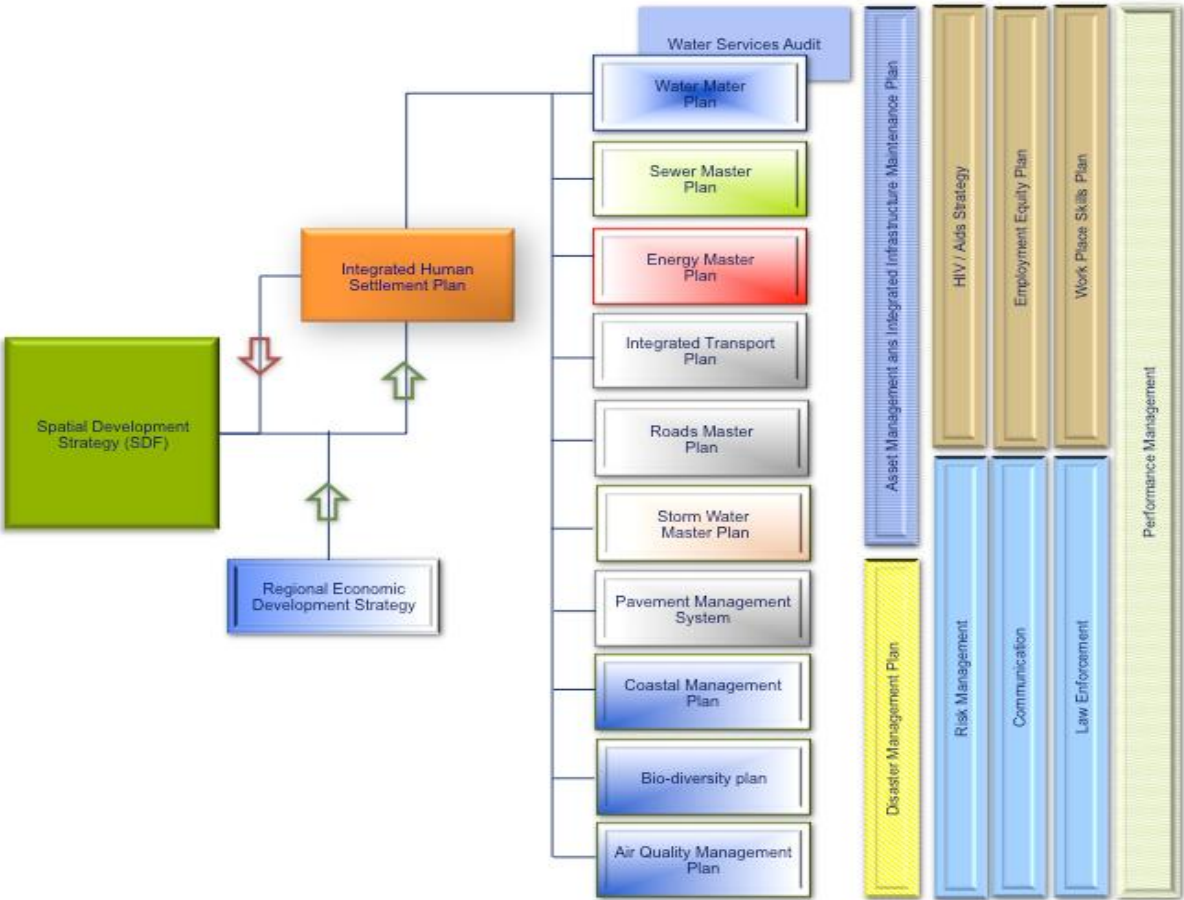 Water Services Audit
Water Mater
Plan
Sewer Master
Plan
Energy Master
Plan
Integrated Human
Settlement Plan
Integrated Transport
Plan
Spatial Development
Strategy (SDF)
Roads Master
Plan
Storm Water
Master Plan
Regional Economic
Development Strategy
Pavement Management
System
Coastal Management
Plan
Bio-diversity plan
Air Quality Management
Plan
Asset Management ans Integrated Infrastructure Maintenance Plan
Disaster Management Plan
HIV / Aids Strategy
Employment Equity Plan
Work Place Skills Plan
Risk Management
Communication
Law Enforcement
Performance Management